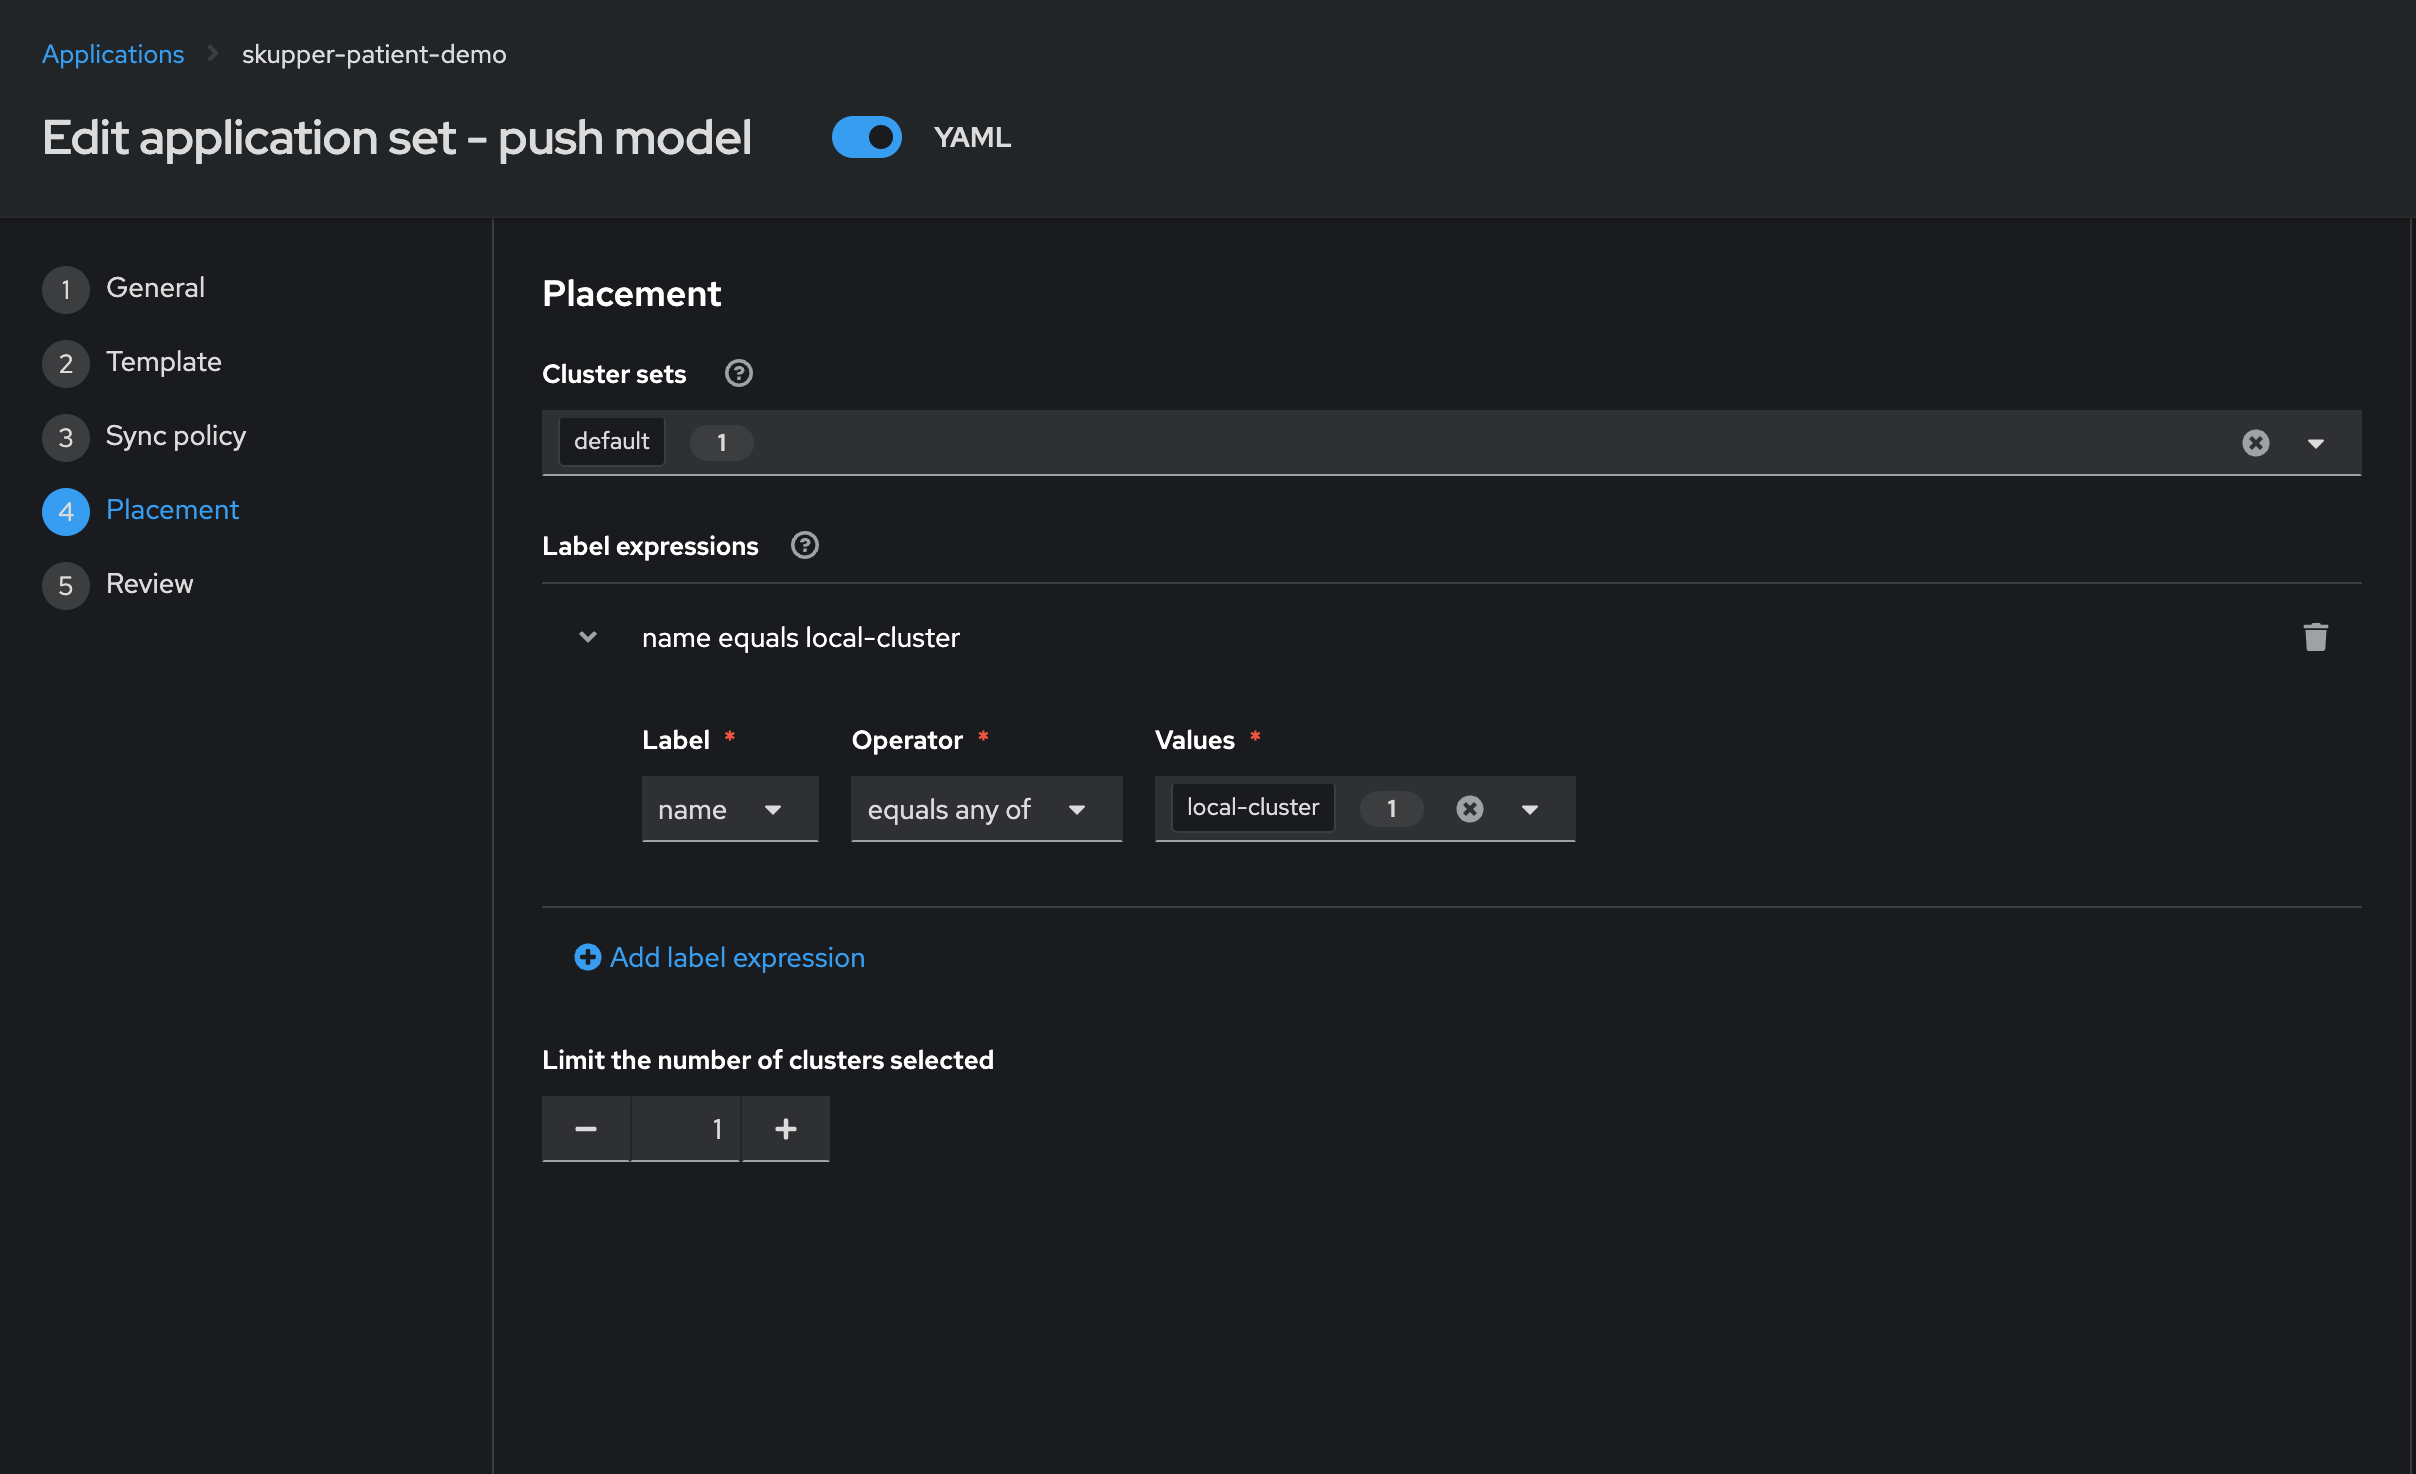 Applications skupper-patient-demo
Edit application set - push model YAML
1 General
2 Template
3 Sync policy
4 Placement
5 Review
Placement
Cluster sets
default 1
Label expressions
name equals local-cluster
Label * Operator * Values *
name equals any of local-cluster 1
Add label expression
Limit the number of clusters selected
1